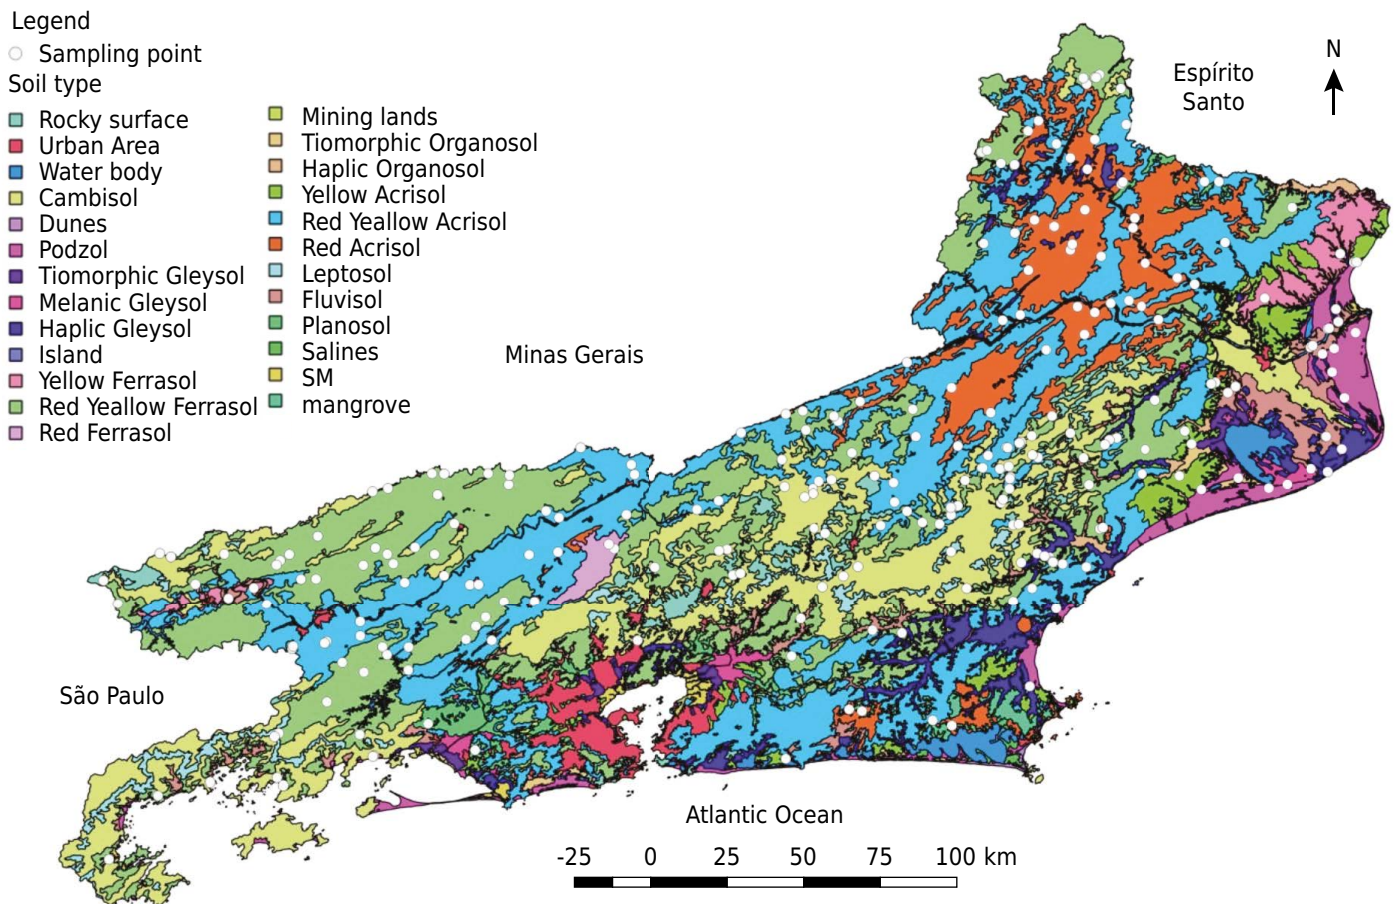 Legend
Sampling point
Soil type
Rocky surface
Urban Area
Water body
Cambisol
Dunes
Podzol
Tiomorphic Gleysol
Melanic Gleysol
Haplic Gleysol
Island
Yellow Ferrasol
Red Yeallow Ferrasol
Red Ferrasol
Mining lands
Tiomorphic Organosol
Haplic Organosol
Yellow Acrisol
Red Yeallow Acrisol
Red Acrisol
Leptosol
Fluvisol
Planosol
Salines
SM
mangrove
Espírito
Santo
N
Minas Gerais
São Paulo
Atlantic Ocean
-25 0 25 50 75 100 km